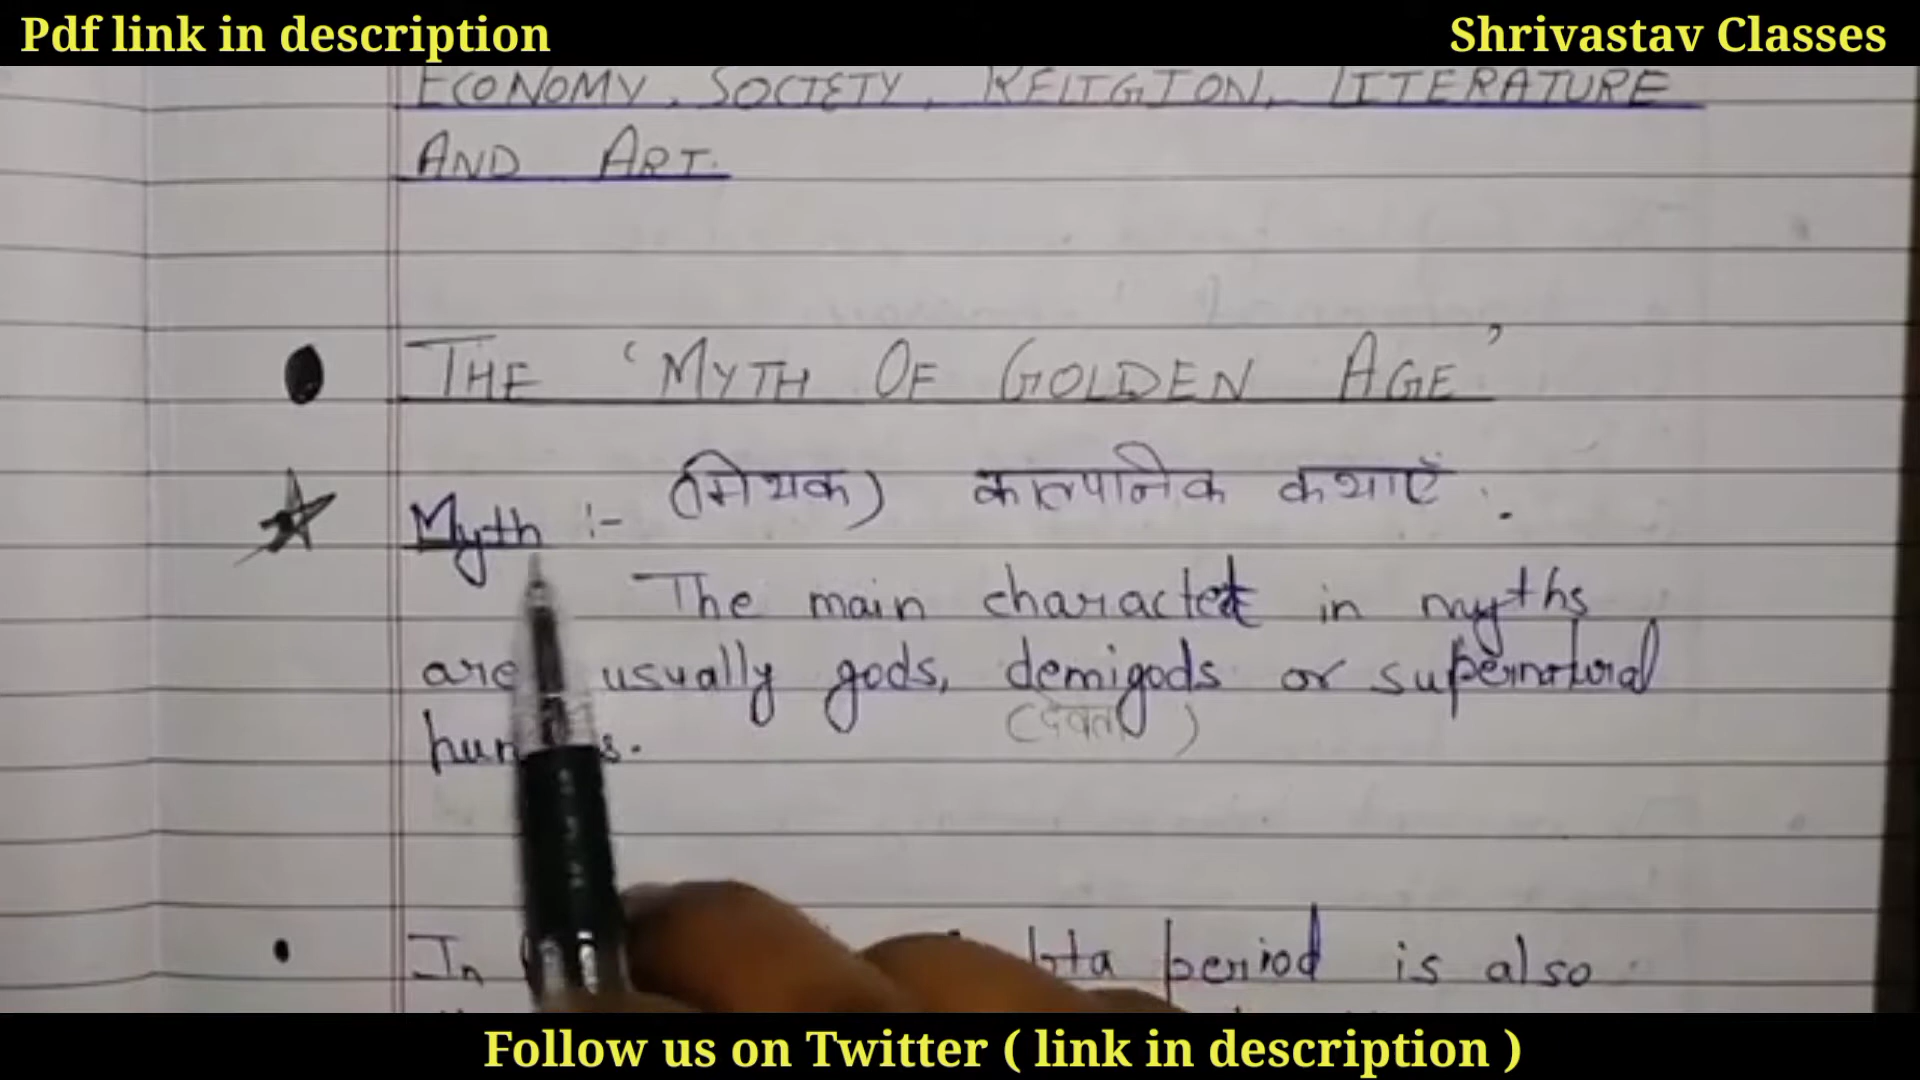 Pdf link in description
Shrivastav Classes
ECONOMY, SOCIETY, RELIGION, LITERATURE
AND ART.
THE 'MYTH OF GOLDEN AGE'
Myth :- (मिथक) काल्पनिक कथाएँ.
The main character in myths
are usually gods, demigods or supernatural
(देवता)
In period is also
Follow us on Twitter ( link in description )